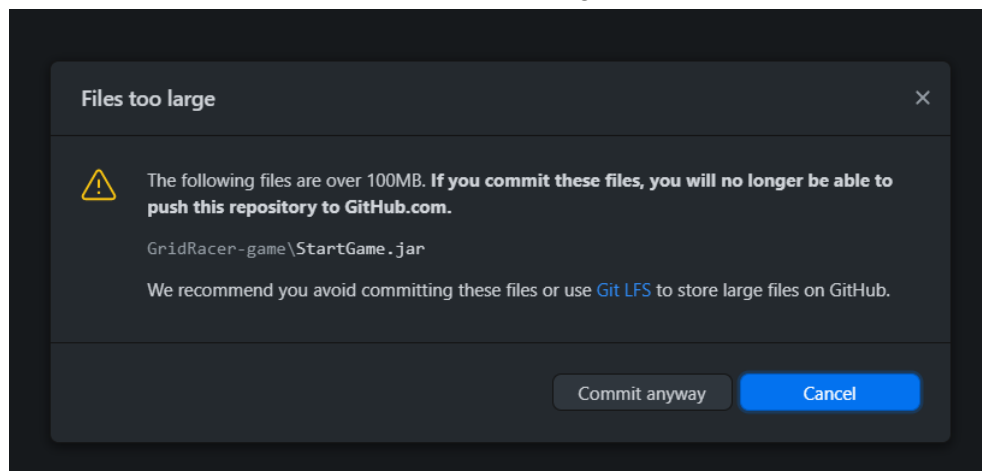 Files too large
The following files are over 100MB. If you commit these files, you will no longer be able to
push this repository to GitHub.com.
GridRacer-game\StartGame.jar
We recommend you avoid committing these files or use Git LFS to store large files on GitHub.
Commit anyway
Cancel